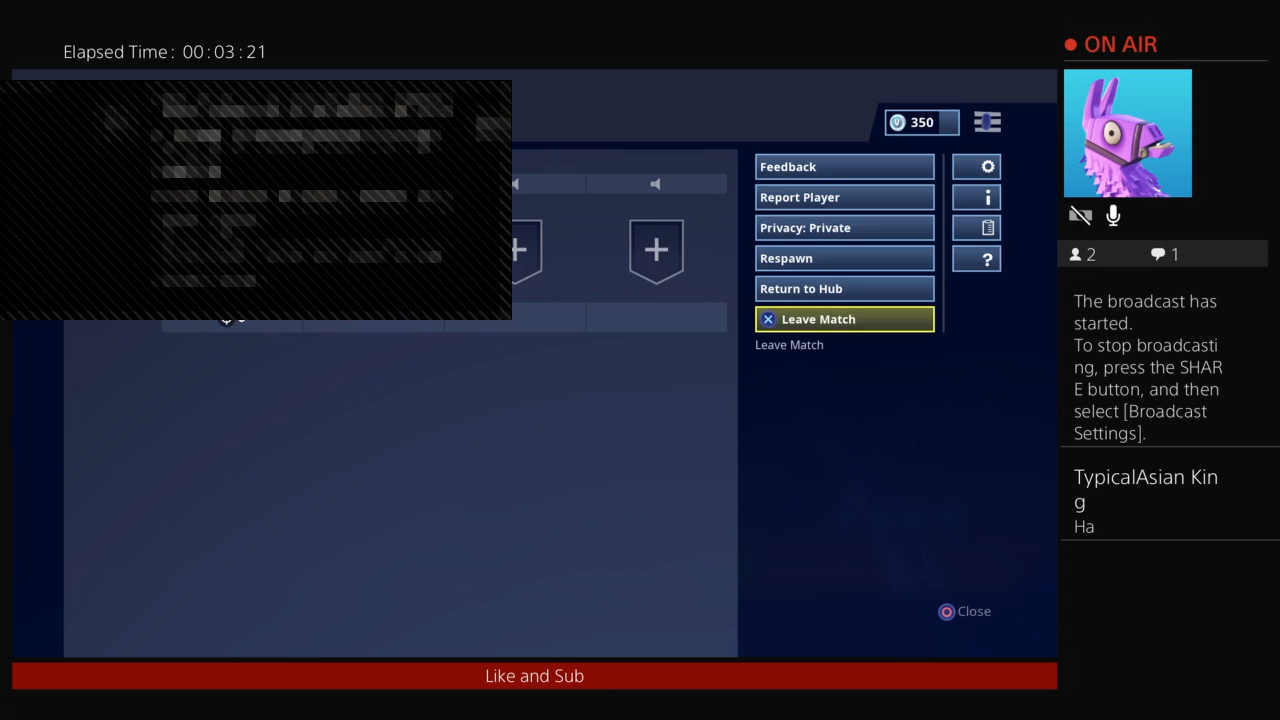 Elapsed Time: 00:03:21
ON AIR
350
Feedback
Report Player
Privacy: Private
Respawn
Return to Hub
Leave Match
Leave Match
Close
2
1
The broadcast has
started.
To stop broadcasti
ng, press the SHAR
E button, and then
select [Broadcast
Settings].
TypicalAsian Kin
g
Ha
Like and Sub